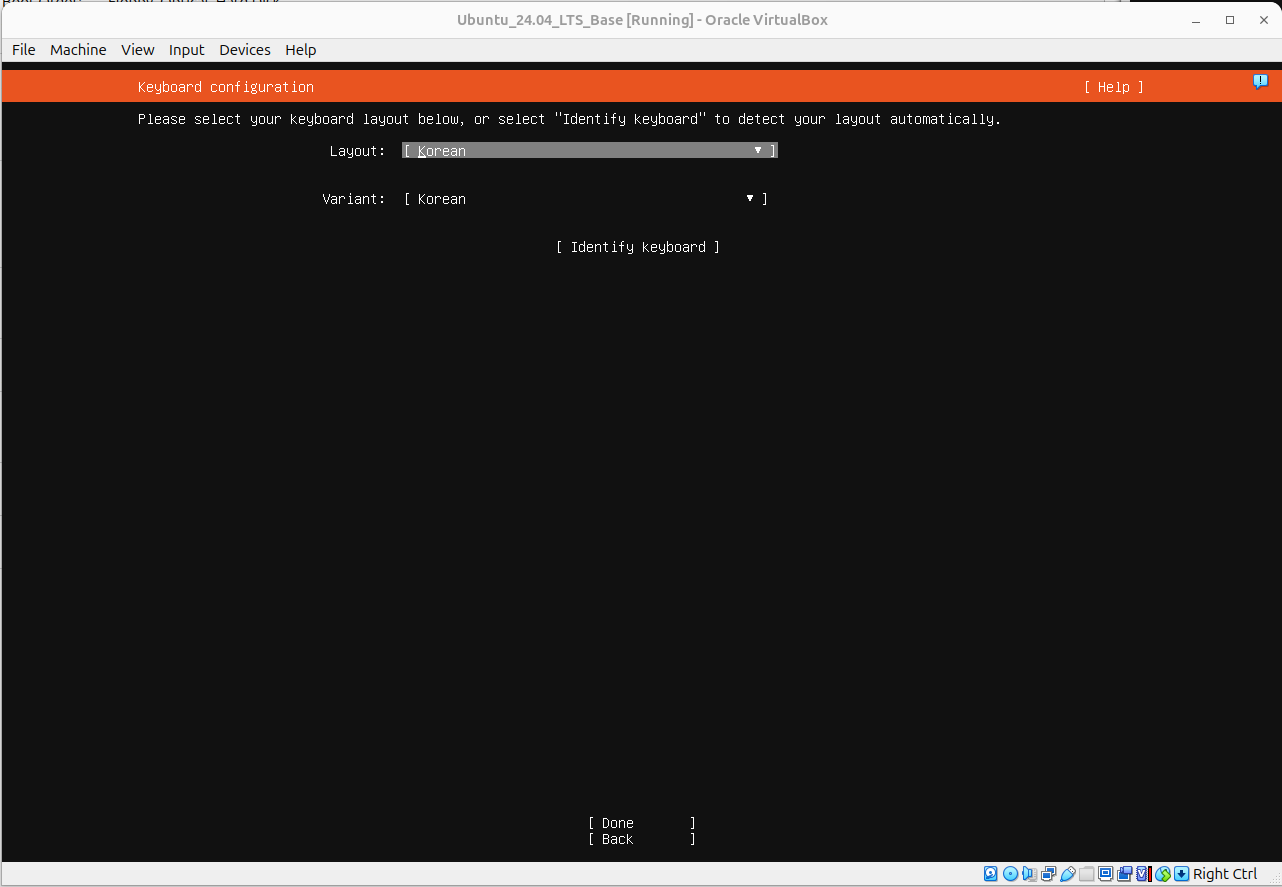 Ubuntu_24.04_LTS_Base [Running] - Oracle VirtualBox
File Machine View Input Devices Help
Keyboard configuration [ Help ]
Please select your keyboard layout below, or select "Identify keyboard" to detect your layout automatically.
Layout: [ Korean ▾ ]
Variant: [ Korean ▾ ]
[ Identify keyboard ]
[ Done ]
[ Back ]
Right Ctrl